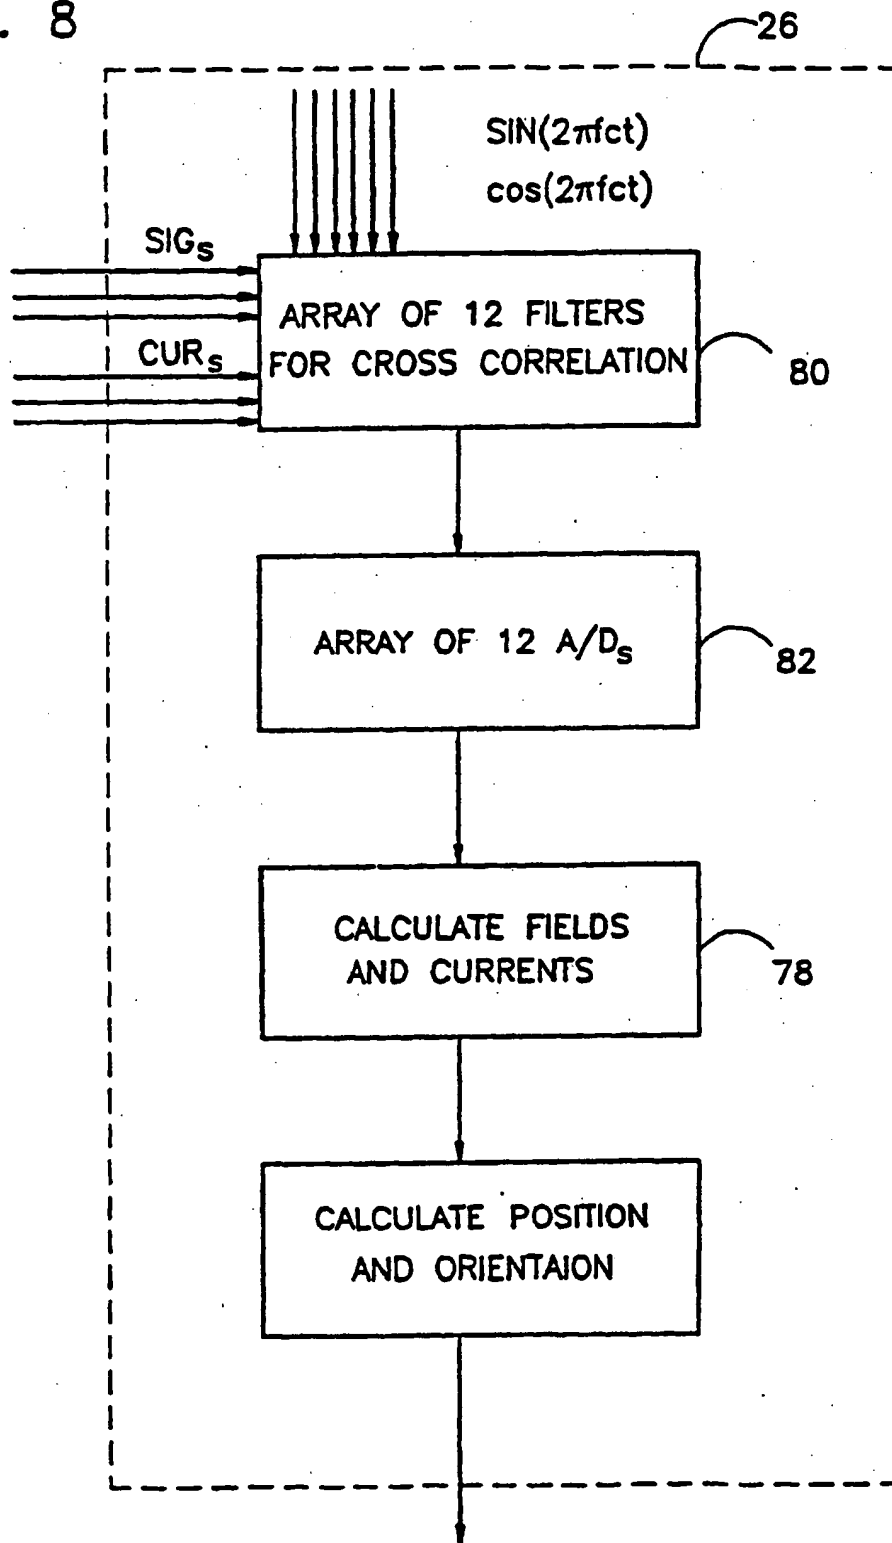 . 8
26
SIN(2πfct)
cos(2πfct)
SIGs
ARRAY OF 12 FILTERS
FOR CROSS CORRELATION
CURs
80
ARRAY OF 12 A/Ds
82
CALCULATE FIELDS
AND CURRENTS
78
CALCULATE POSITION
AND ORIENTAION